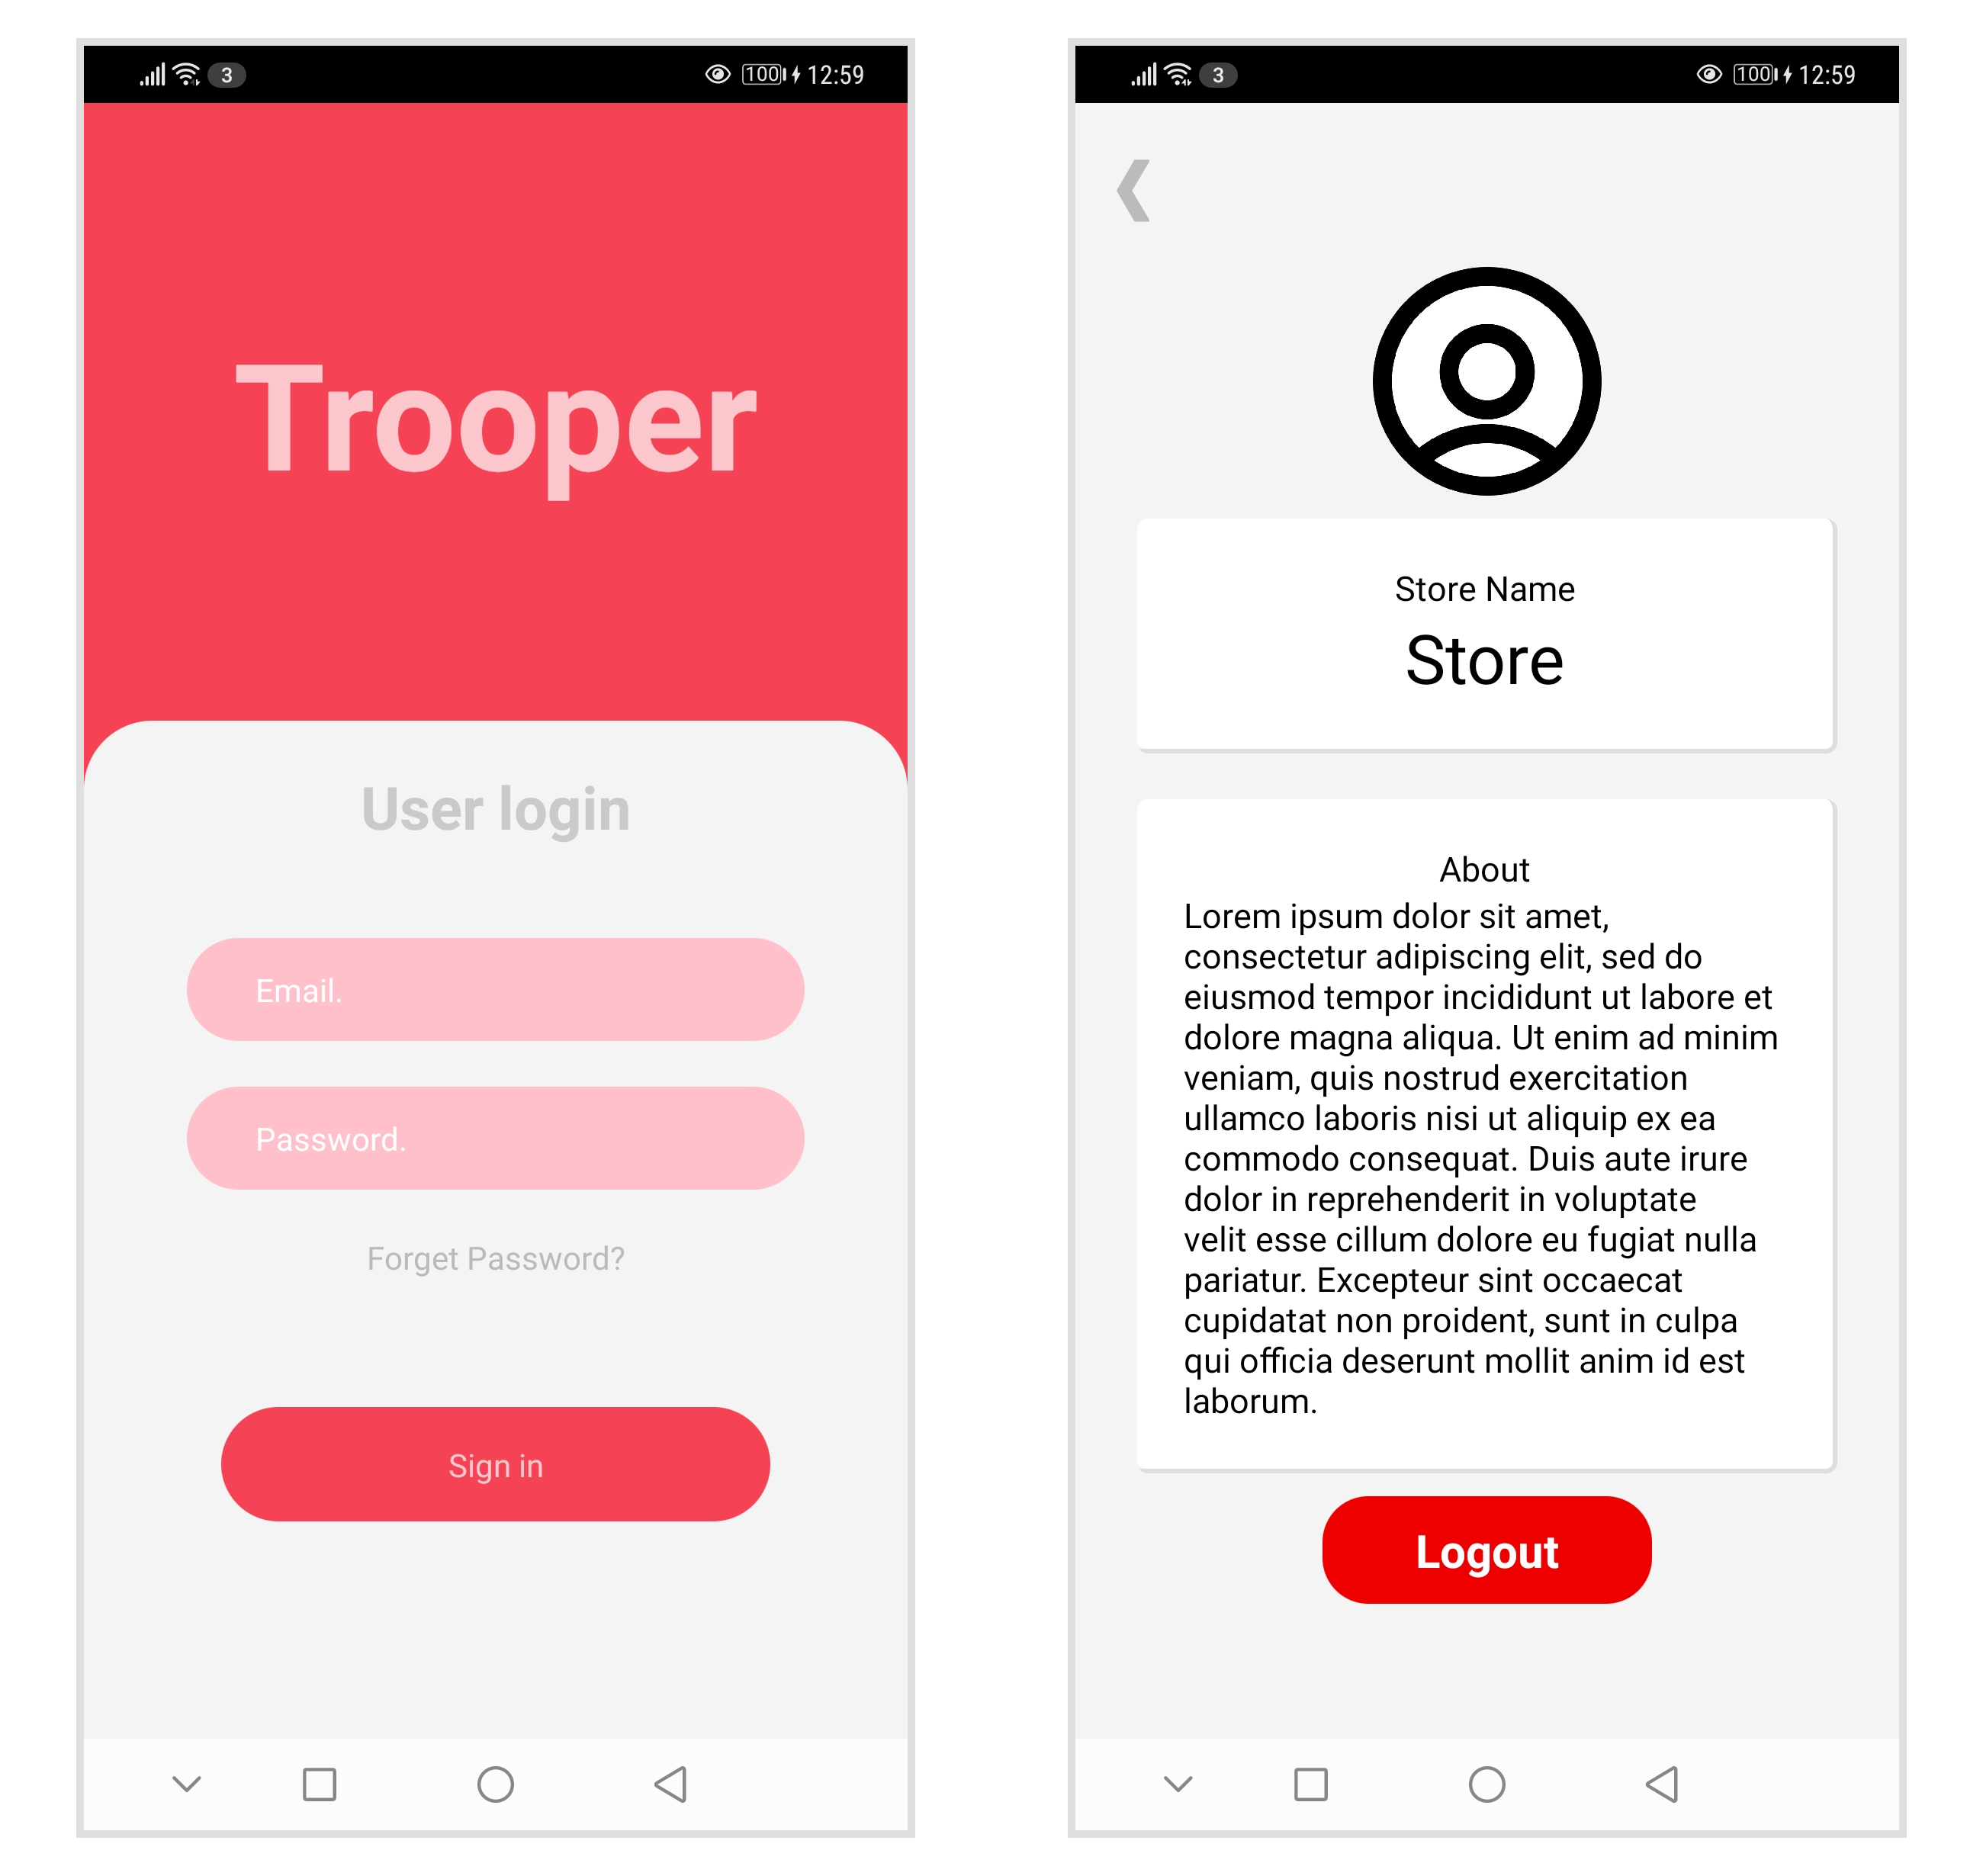 3
100 12:59
Trooper
User login
Email.
Password.
Forget Password?
Sign in
3
100 12:59
Store Name
Store
About
Lorem ipsum dolor sit amet,
consectetur adipiscing elit, sed do
eiusmod tempor incididunt ut labore et
dolore magna aliqua. Ut enim ad minim
veniam, quis nostrud exercitation
ullamco laboris nisi ut aliquip ex ea
commodo consequat. Duis aute irure
dolor in reprehenderit in voluptate
velit esse cillum dolore eu fugiat nulla
pariatur. Excepteur sint occaecat
cupidatat non proident, sunt in culpa
qui officia deserunt mollit anim id est
laborum.
Logout